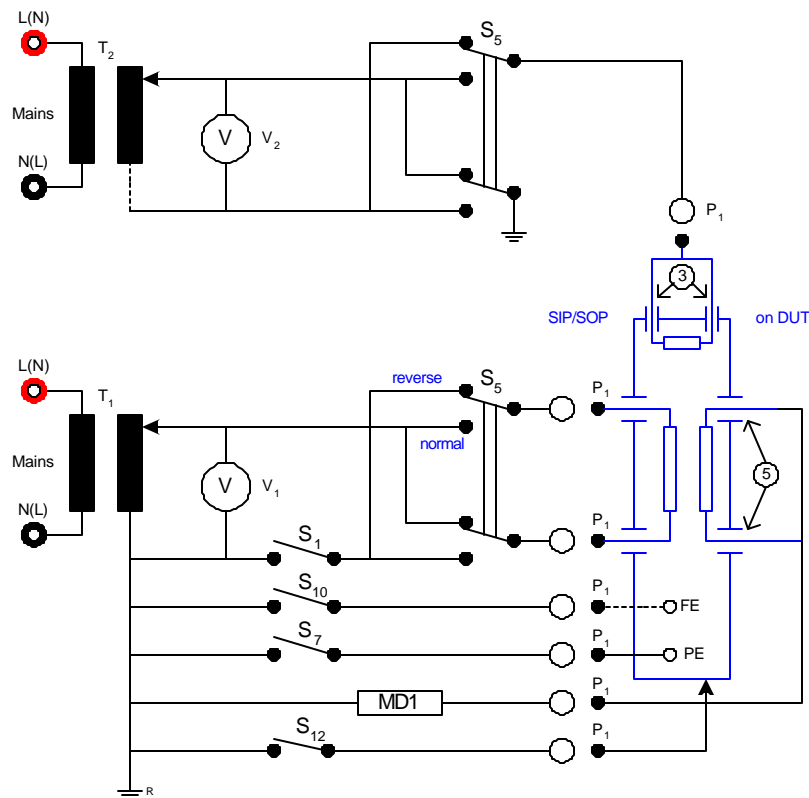 L(N)
T2
S5
Mains
V
V2
N(L)
P1
3
SIP/SOP
on DUT
L(N)
T1
reverse
S5
P1
normal
Mains
V
V1
5
N(L)
P1
S1
S10
P1
FE
S7
P1
PE
MD1
P1
S12
P1
R